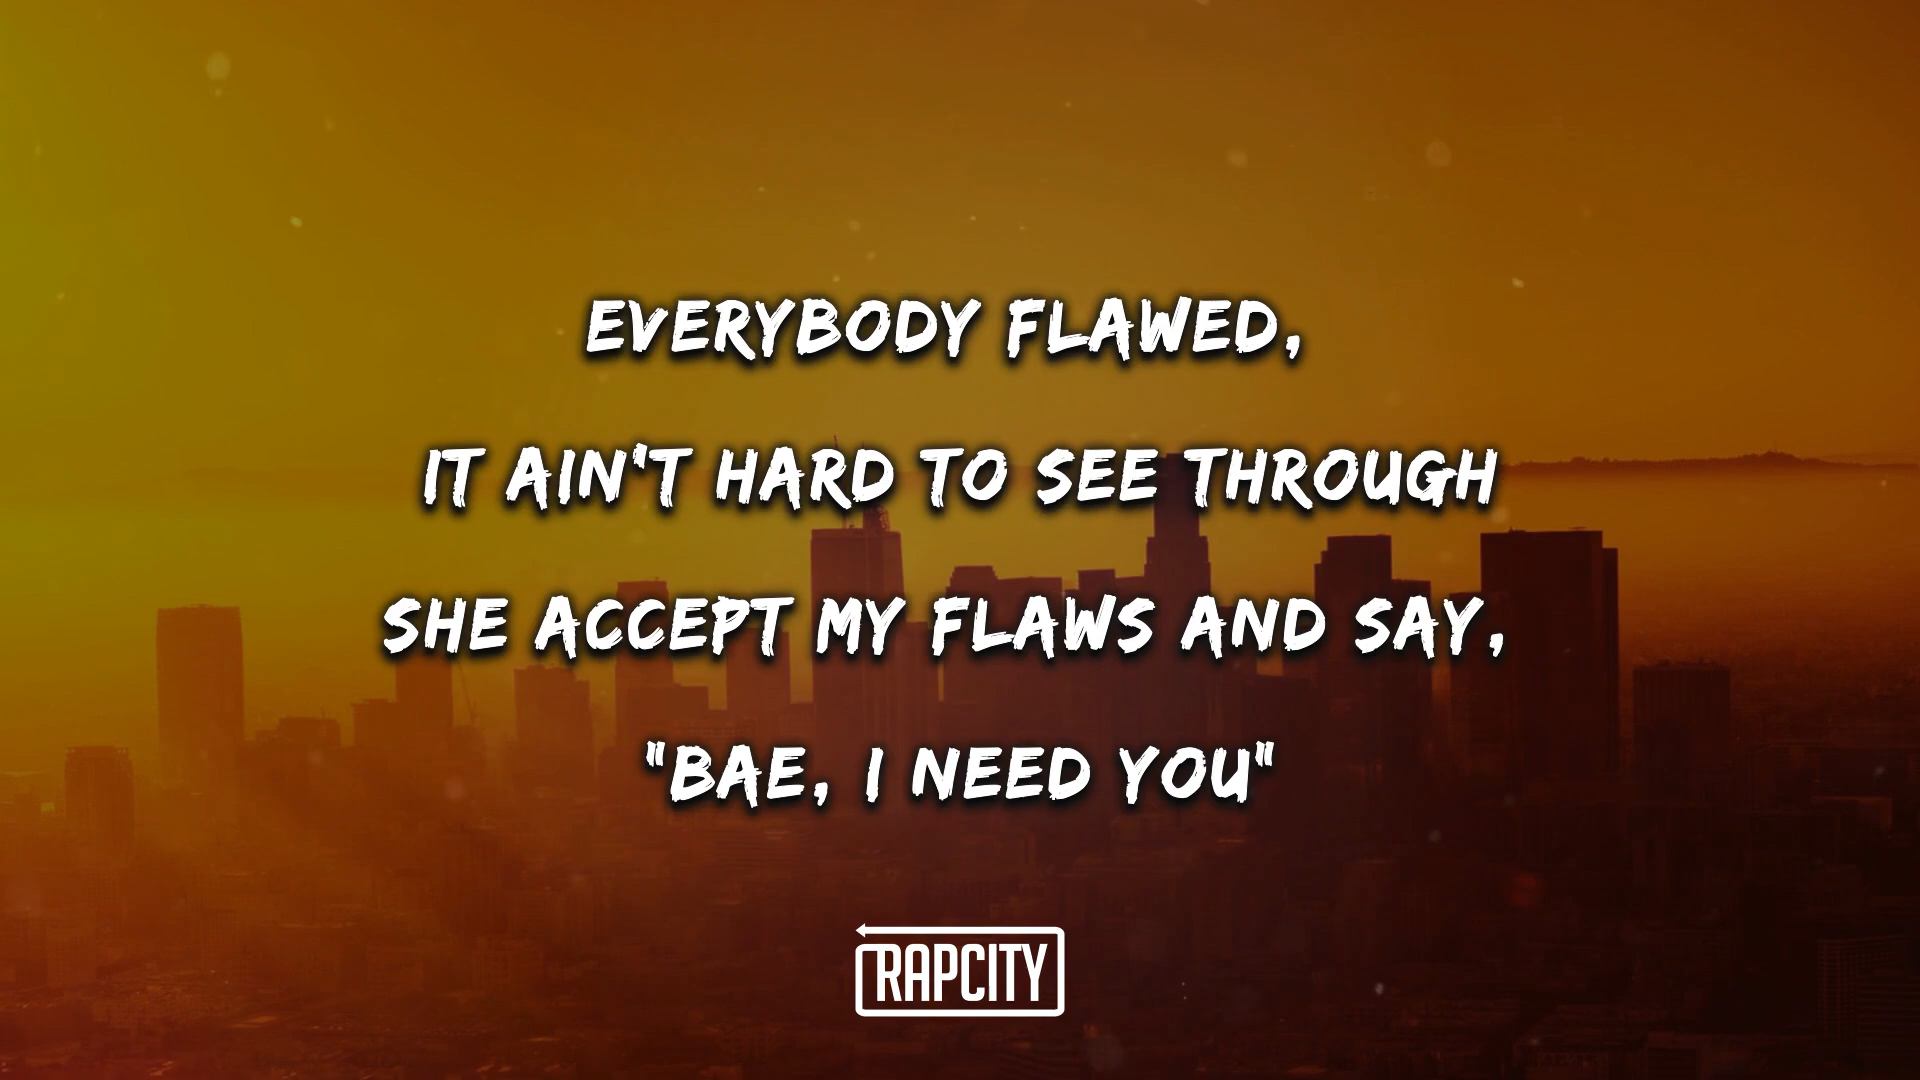 EVERYBODY FLAWED,
IT AIN'T HARD TO SEE THROUGH
SHE ACCEPT MY FLAWS AND SAY,
"BAE, I NEED YOU"
RAPCITY